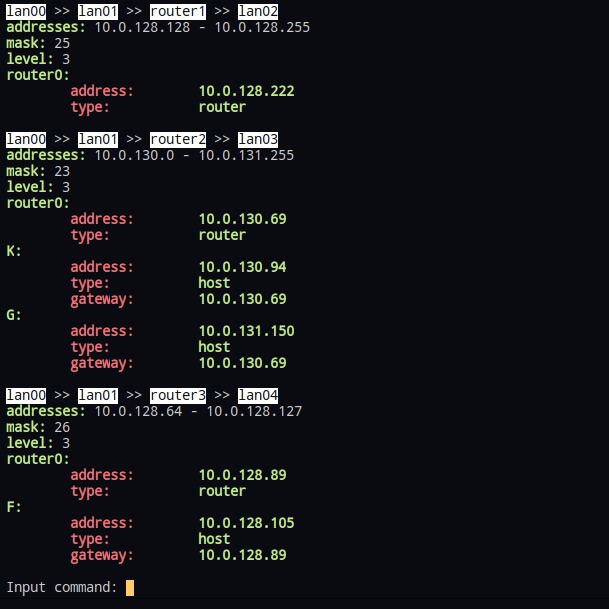 lan00 >> lan01 >> router1 >> lan02
addresses: 10.0.128.128 - 10.0.128.255
mask: 25
level: 3
router0:
address: 10.0.128.222
type: router
lan00 >> lan01 >> router2 >> lan03
addresses: 10.0.130.0 - 10.0.131.255
mask: 23
level: 3
router0:
address: 10.0.130.69
type: router
K:
address: 10.0.130.94
type: host
gateway: 10.0.130.69
G:
address: 10.0.131.150
type: host
gateway: 10.0.130.69
lan00 >> lan01 >> router3 >> lan04
addresses: 10.0.128.64 - 10.0.128.127
mask: 26
level: 3
router0:
address: 10.0.128.89
type: router
F:
address: 10.0.128.105
type: host
gateway: 10.0.128.89
Input command: